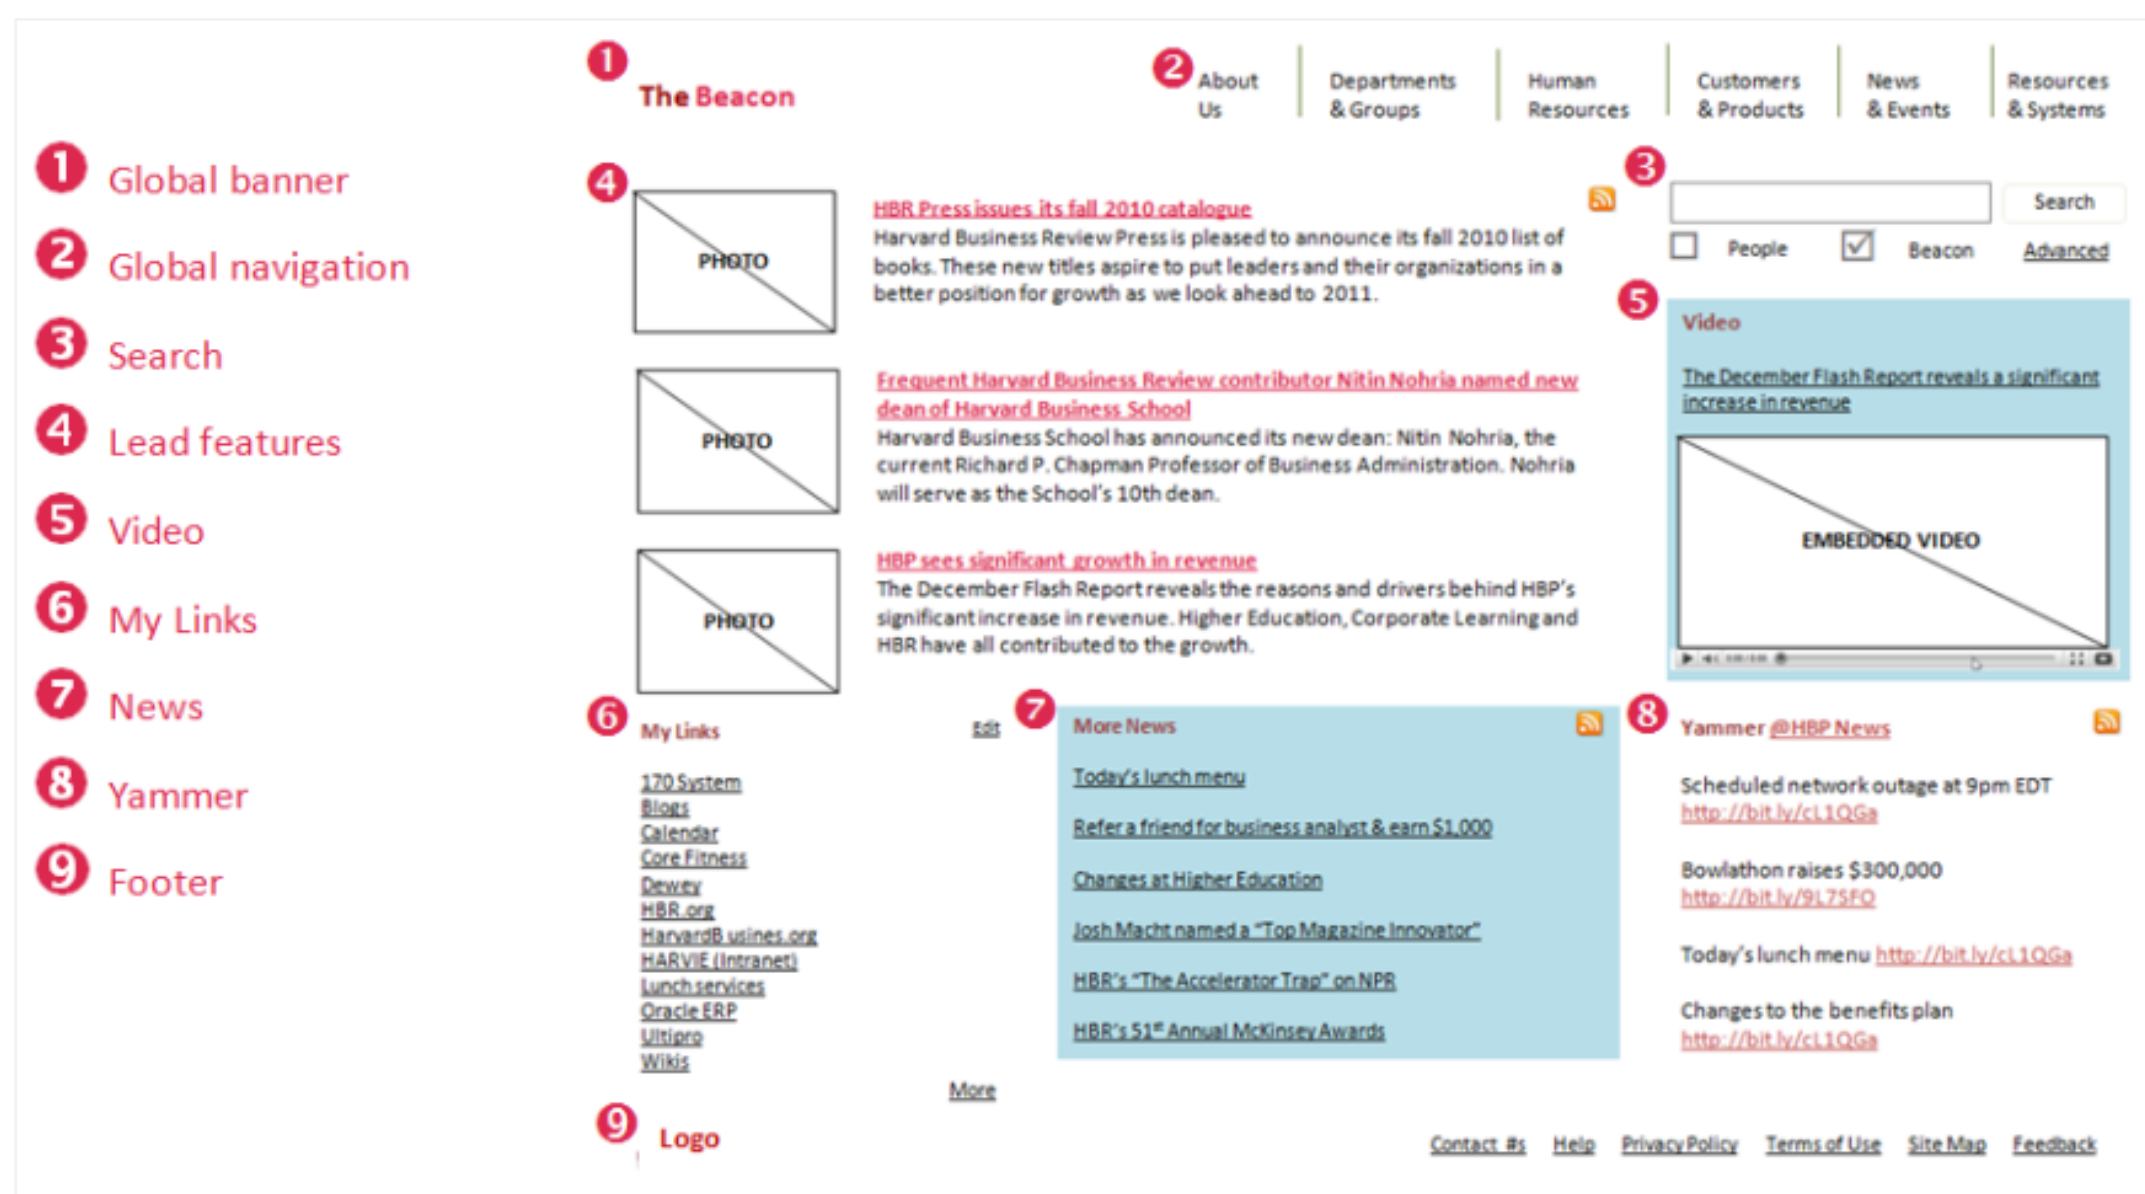 1 Global banner
2 Global navigation
3 Search
4 Lead features
5 Video
6 My Links
7 News
8 Yammer
9 Footer
1
The Beacon
2
About
Us
Departments
& Groups
Human
Resources
Customers
& Products
News
& Events
Resources
& Systems
3
Search
People
Beacon
Advanced
4
PHOTO
HBR Press issues its fall 2010 catalogue
Harvard Business Review Press is pleased to announce its fall 2010 list of
books. These new titles aspire to put leaders and their organizations in a
better position for growth as we look ahead to 2011.
PHOTO
Frequent Harvard Business Review contributor Nitin Nohria named new
dean of Harvard Business School
Harvard Business School has announced its new dean: Nitin Nohria, the
current Richard P. Chapman Professor of Business Administration. Nohria
will serve as the School's 10th dean.
PHOTO
HBP sees significant growth in revenue
The December Flash Report reveals the reasons and drivers behind HBP's
significant increase in revenue. Higher Education, Corporate Learning and
HBR have all contributed to the growth.
5
Video
The December Flash Report reveals a significant
increase in revenue
EMBEDDED VIDEO
6
My Links
Edit
170 System
Blogs
Calendar
Core Fitness
Dewey
HBR.org
HarvardB usines.org
HARVIE (Intranet)
Lunch services
Oracle ERP
Ultipro
Wikis
More
7
More News
Today's lunch menu
Refer a friend for business analyst & earn $1,000
Changes at Higher Education
Josh Macht named a "Top Magazine Innovator"
HBR's "The Accelerator Trap" on NPR
HBR's 51st Annual McKinsey Awards
8
Yammer @HBP News
Scheduled network outage at 9pm EDT
http://bit.ly/cL1QGa
Bowlathon raises $300,000
http://bit.ly/9L7SFO
Today's lunch menu http://bit.ly/cL1QGa
Changes to the benefits plan
http://bit.ly/cL1QGa
9
Logo
Contact #s
Help
Privacy Policy
Terms of Use
Site Map
Feedback